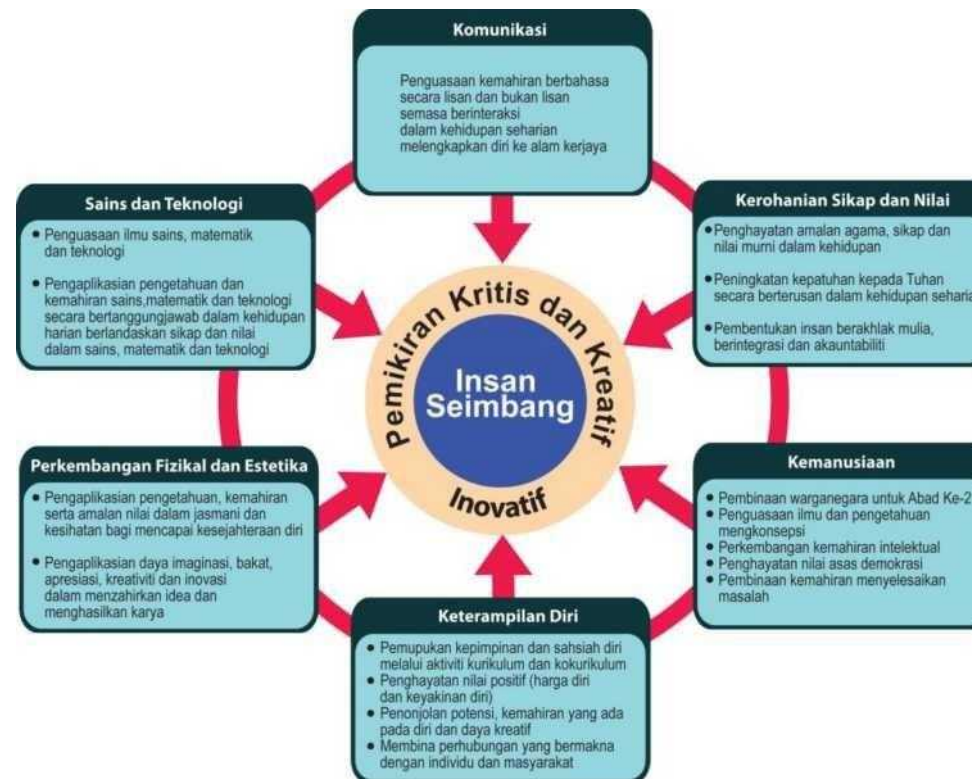 Komunikasi
Penguasaan kemahiran berbahasa
secara lisan dan bukan lisan
semasa berinteraksi
dalam kehidupan seharian
melengkapkan diri ke alam kerjaya
Sains dan Teknologi
• Penguasaan ilmu sains, matematik
dan teknologi
• Pengaplikasian pengetahuan dan
kemahiran sains,matematik dan teknologi
secara bertanggungjawab dalam kehidupan
harian berlandaskan sikap dan nilai
dalam sains, matematik dan teknologi
Kerohanian Sikap dan Nilai
• Penghayatan amalan agama, sikap dan
nilai murni dalam kehidupan
• Peningkatan kepatuhan kepada Tuhan
secara berterusan dalam kehidupan seharia
• Pembentukan insan berakhlak mulia,
berintegrasi dan akauntabiliti
Pemikiran Kritis dan Kreatif
Insan
Seimbang
Inovatif
Perkembangan Fizikal dan Estetika
• Pengaplikasian pengetahuan, kemahiran
serta amalan nilai dalam jasmani dan
kesihatan bagi mencapai kesejahteraan diri
• Pengaplikasian daya imaginasi, bakat,
apresiasi, kreativiti dan inovasi
dalam menzahirkan idea dan
menghasilkan karya
Kemanusiaan
• Pembinaan warganegara untuk Abad Ke-2
• Penguasaan ilmu dan pengetahuan
mengkonsepsi
• Perkembangan kemahiran intelektual
• Penghayatan nilai asas demokrasi
• Pembinaan kemahiran menyelesaikan
masalah
Keterampilan Diri
• Pemupukan kepimpinan dan sahsiah diri
melalui aktiviti kurikulum dan kokurikulum
• Penghayatan nilai positif (harga diri
dan keyakinan diri)
• Penonjolan potensi, kemahiran yang ada
pada diri dan daya kreatif
• Membina perhubungan yang bermakna
dengan individu dan masyarakat